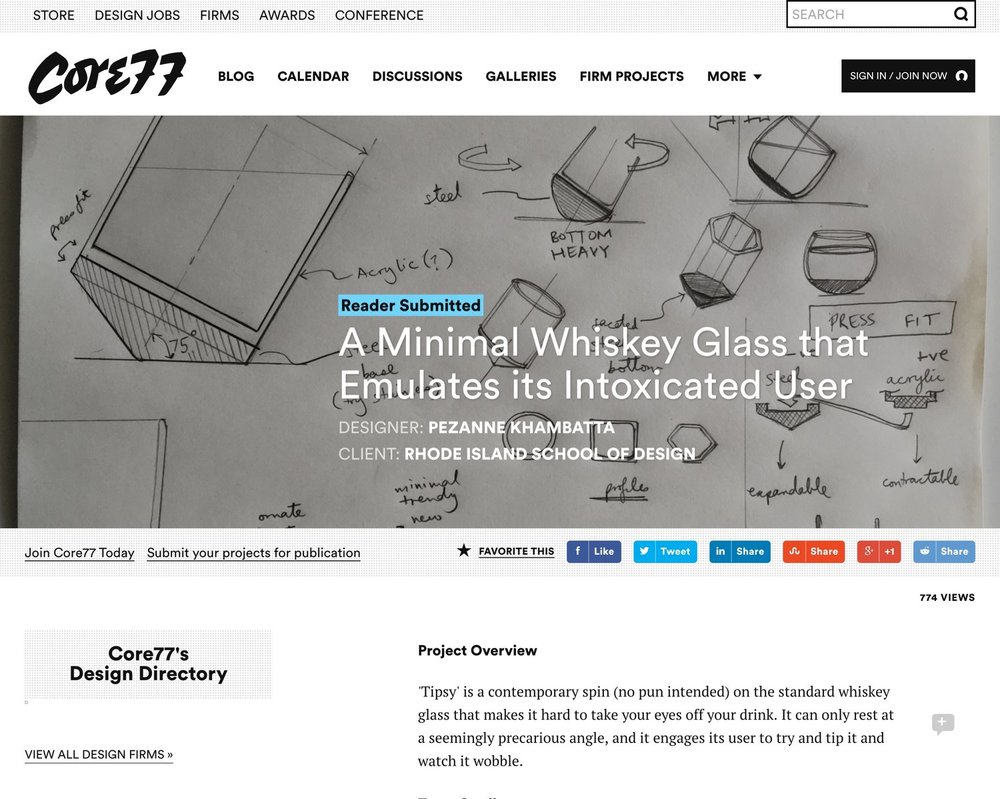 STORE DESIGN JOBS FIRMS AWARDS CONFERENCE
SEARCH
Core77
BLOG CALENDAR DISCUSSIONS GALLERIES FIRM PROJECTS MORE
SIGN IN / JOIN NOW
press fit
steel
BOTTOM
HEAVY
Acrylic (?)
75°
base
faceted
bottom
PRESS FIT
steel
+ve
acrylic
expandable
contractable
profiles
minimal
trendy
new
ornate
Reader Submitted
A Minimal Whiskey Glass that
Emulates its Intoxicated User
DESIGNER: PEZANNE KHAMBATTA
CLIENT: RHODE ISLAND SCHOOL OF DESIGN
Join Core77 Today Submit your projects for publication
FAVORITE THIS
f Like
Tweet
in Share
Share
g+ +1
Share
774 VIEWS
Core77's
Design Directory
VIEW ALL DESIGN FIRMS »
Project Overview
'Tipsy' is a contemporary spin (no pun intended) on the standard whiskey
glass that makes it hard to take your eyes off your drink. It can only rest at
a seemingly precarious angle, and it engages its user to try and tip it and
watch it wobble.